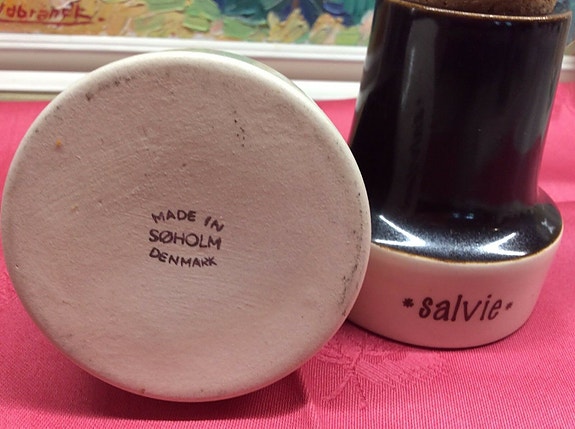 MADE IN
SØHOLM
DENMARK
*salvie*